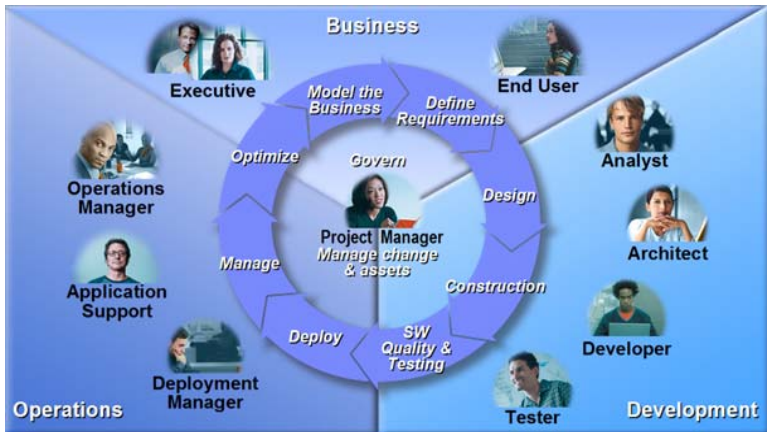 Business
Executive
End User
Model the
Business
Define
Requirements
Analyst
Optimize
Govern
Operations
Manager
Design
Project Manager
Manage change
& assets
Architect
Manage
Application
Support
Construction
Deploy
SW
Quality &
Testing
Developer
Deployment
Manager
Tester
Operations
Development